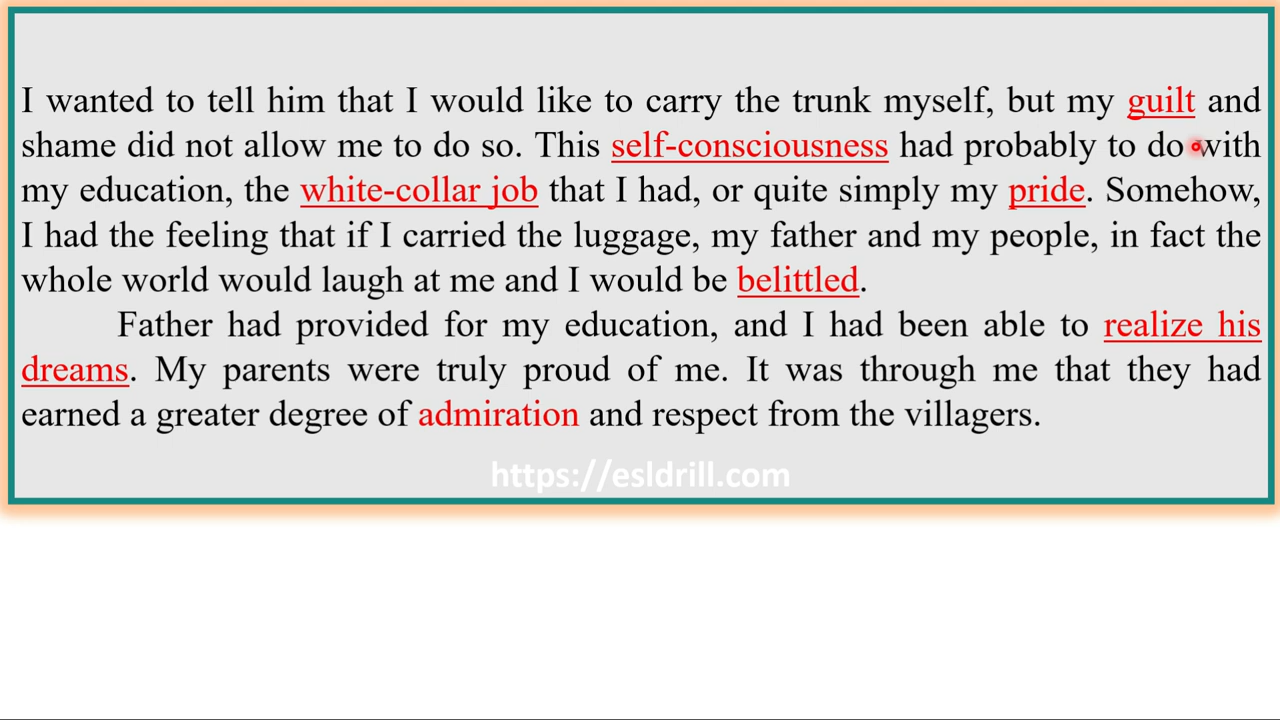 I wanted to tell him that I would like to carry the trunk myself, but my guilt and
shame did not allow me to do so. This self-consciousness had probably to do with
my education, the white-collar job that I had, or quite simply my pride. Somehow,
I had the feeling that if I carried the luggage, my father and my people, in fact the
whole world would laugh at me and I would be belittled.
Father had provided for my education, and I had been able to realize his
dreams. My parents were truly proud of me. It was through me that they had
earned a greater degree of admiration and respect from the villagers.
https://esldrill.com